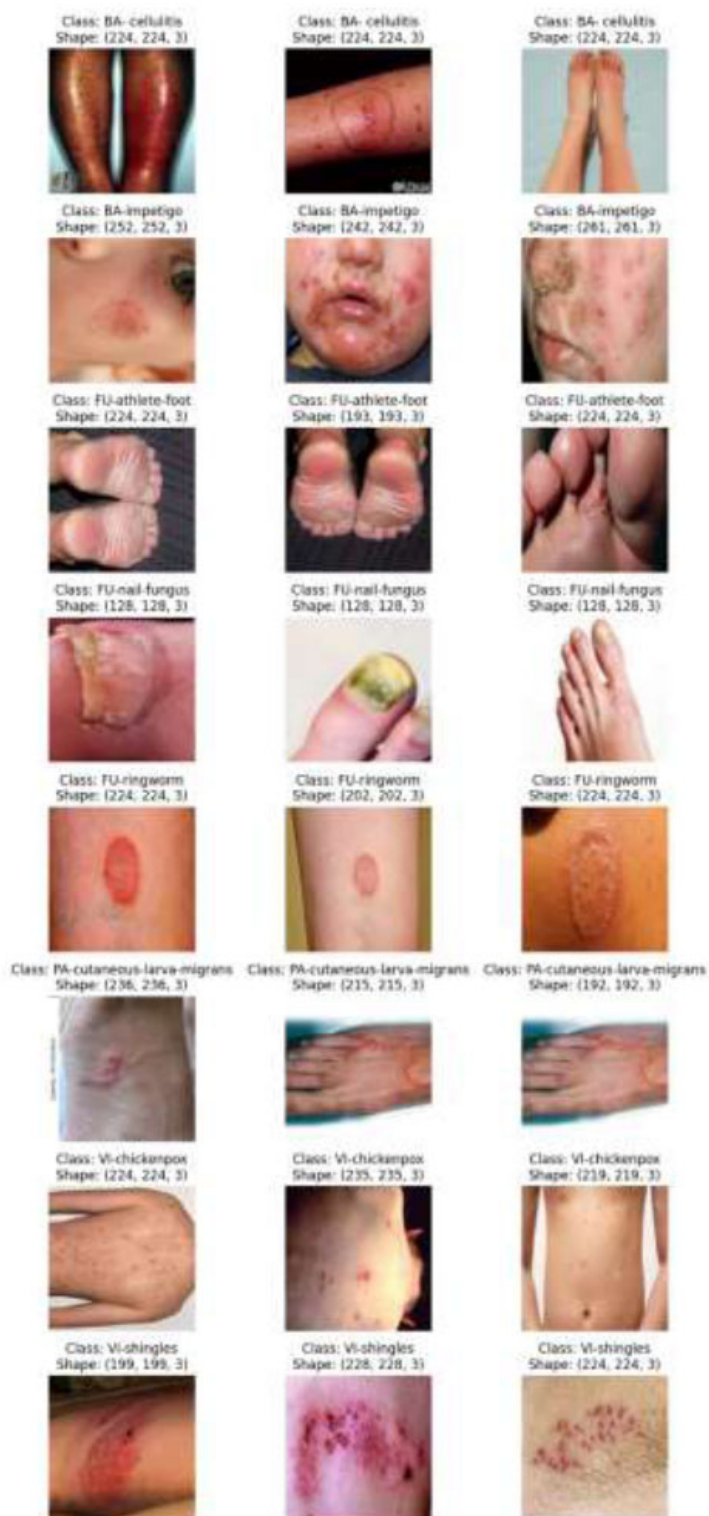 Class: BA- cellulitis
Shape: (224, 224, 3)
Class: BA- cellulitis
Shape: (224, 224, 3)
Class: BA- cellulitis
Shape: (224, 224, 3)
Class: BA-impetigo
Shape: (252, 252, 3)
Class: BA-impetigo
Shape: (242, 242, 3)
Class: BA-impetigo
Shape: (261, 261, 3)
Class: FU-athlete-foot
Shape: (224, 224, 3)
Class: FU-athlete-foot
Shape: (193, 193, 3)
Class: FU-athlete-foot
Shape: (224, 224, 3)
Class: FU-nail-fungus
Shape: (128, 128, 3)
Class: FU-nail-fungus
Shape: (128, 128, 3)
Class: FU-nail-fungus
Shape: (128, 128, 3)
Class: FU-ringworm
Shape: (224, 224, 3)
Class: FU-ringworm
Shape: (202, 202, 3)
Class: FU-ringworm
Shape: (224, 224, 3)
Class: PA-cutaneous-larva-migrans
Shape: (236, 236, 3)
Class: PA-cutaneous-larva-migrans
Shape: (215, 215, 3)
Class: PA-cutaneous-larva-migrans
Shape: (192, 192, 3)
Class: VI-chickenpox
Shape: (224, 224, 3)
Class: VI-chickenpox
Shape: (235, 235, 3)
Class: VI-chickenpox
Shape: (219, 219, 3)
Class: VI-shingles
Shape: (199, 199, 3)
Class: VI-shingles
Shape: (228, 228, 3)
Class: VI-shingles
Shape: (224, 224, 3)